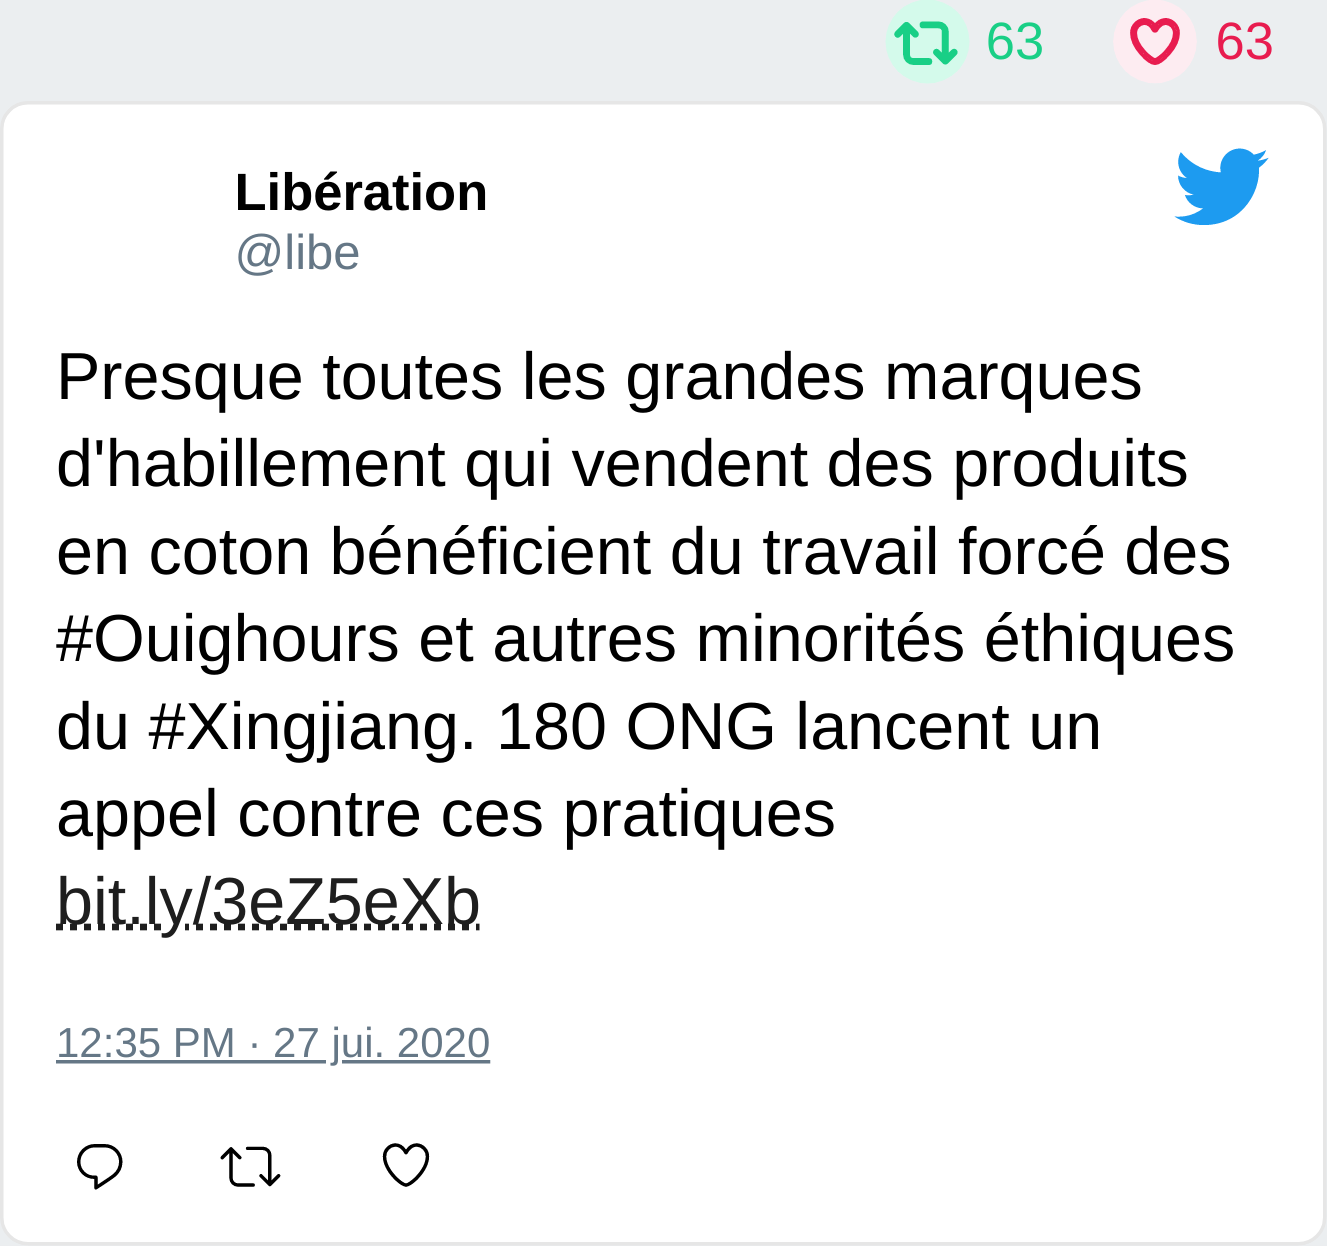 63 63
Libération
@libe
Presque toutes les grandes marques
d'habillement qui vendent des produits
en coton bénéficient du travail forcé des
#Ouighours et autres minorités éthiques
du #Xingjiang. 180 ONG lancent un
appel contre ces pratiques
bit.ly/3eZ5eXb
12:35 PM · 27 jui. 2020